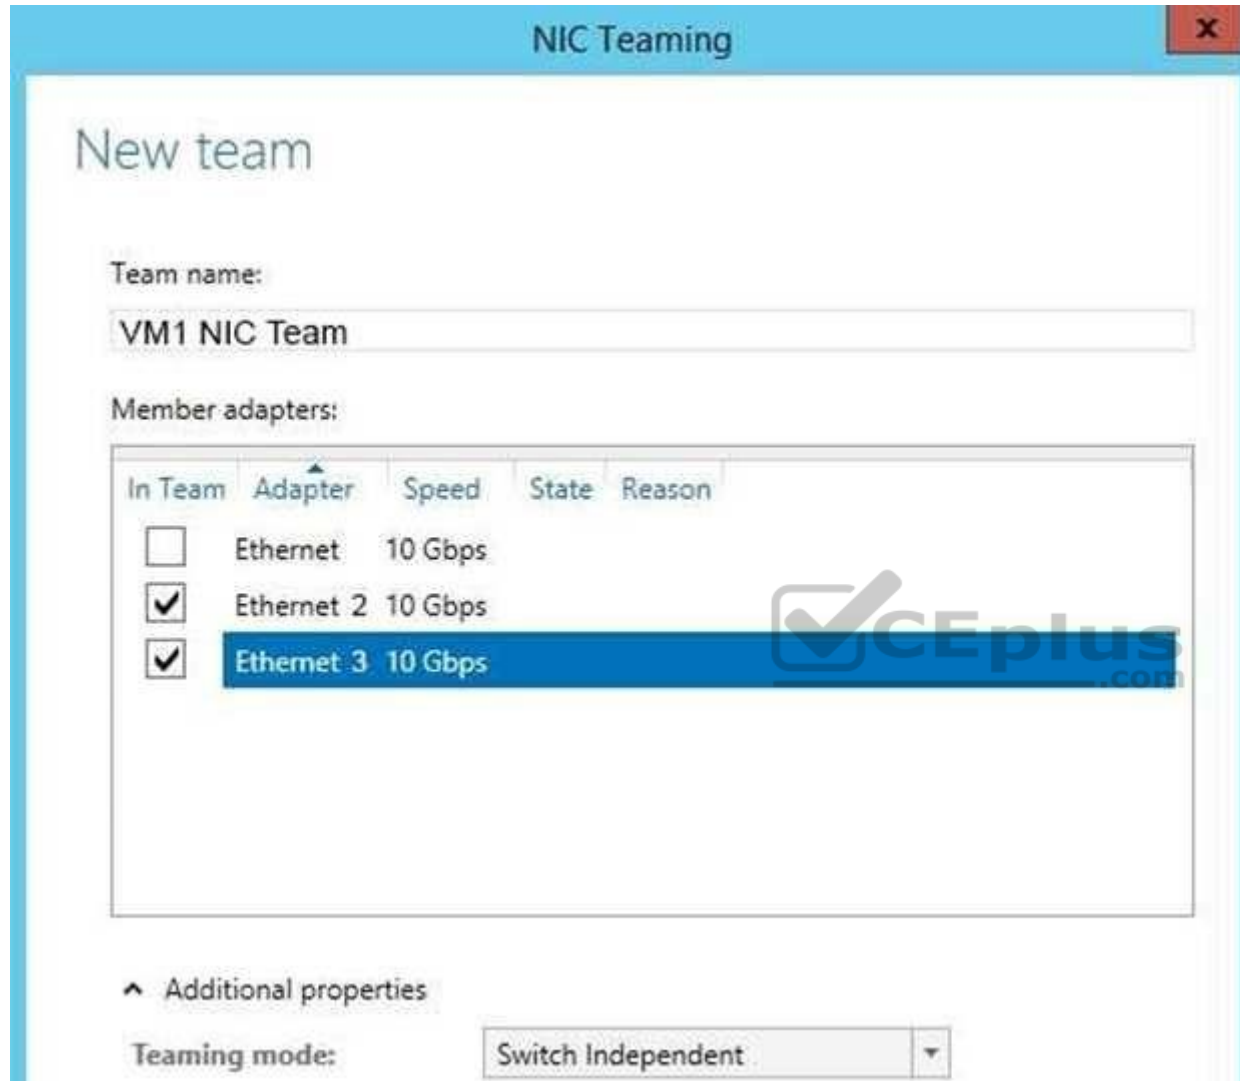 NIC Teaming
x
New team
Team name:
VM1 NIC Team
Member adapters:
In Team Adapter Speed State Reason
Ethernet 10 Gbps
Ethernet 2 10 Gbps
Ethernet 3 10 Gbps
CEplus
.com
Additional properties
Teaming mode: Switch Independent